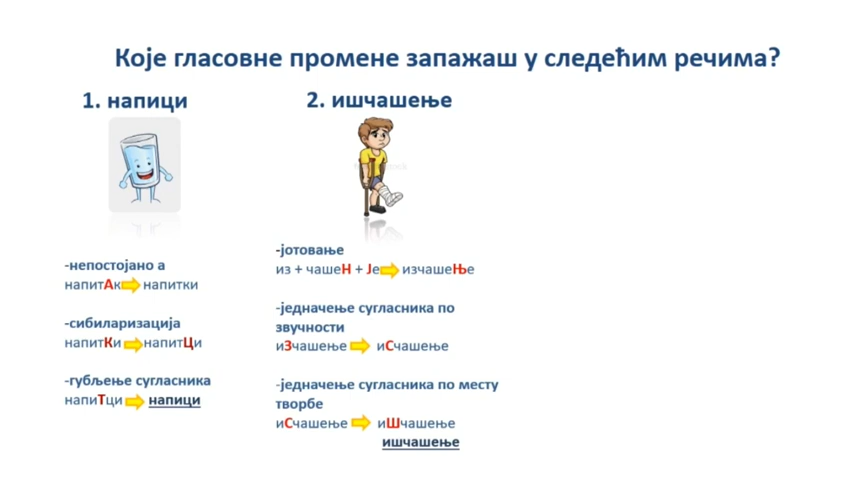 Које гласовне промене запажаш у следећим речима?
1. напици
2. ишчашење
-непостојано а
напитАк напитки
-сибиларизација
напитКи напитЦи
-губљење сугласника
напиТци напици
-јотовање
из + чашеН + Је изчашеЊе
-једначење сугласника по
звучности
иЗчашење иСчашење
-једначење сугласника по месту
творбе
иСчашење иШчашење
ишчашење